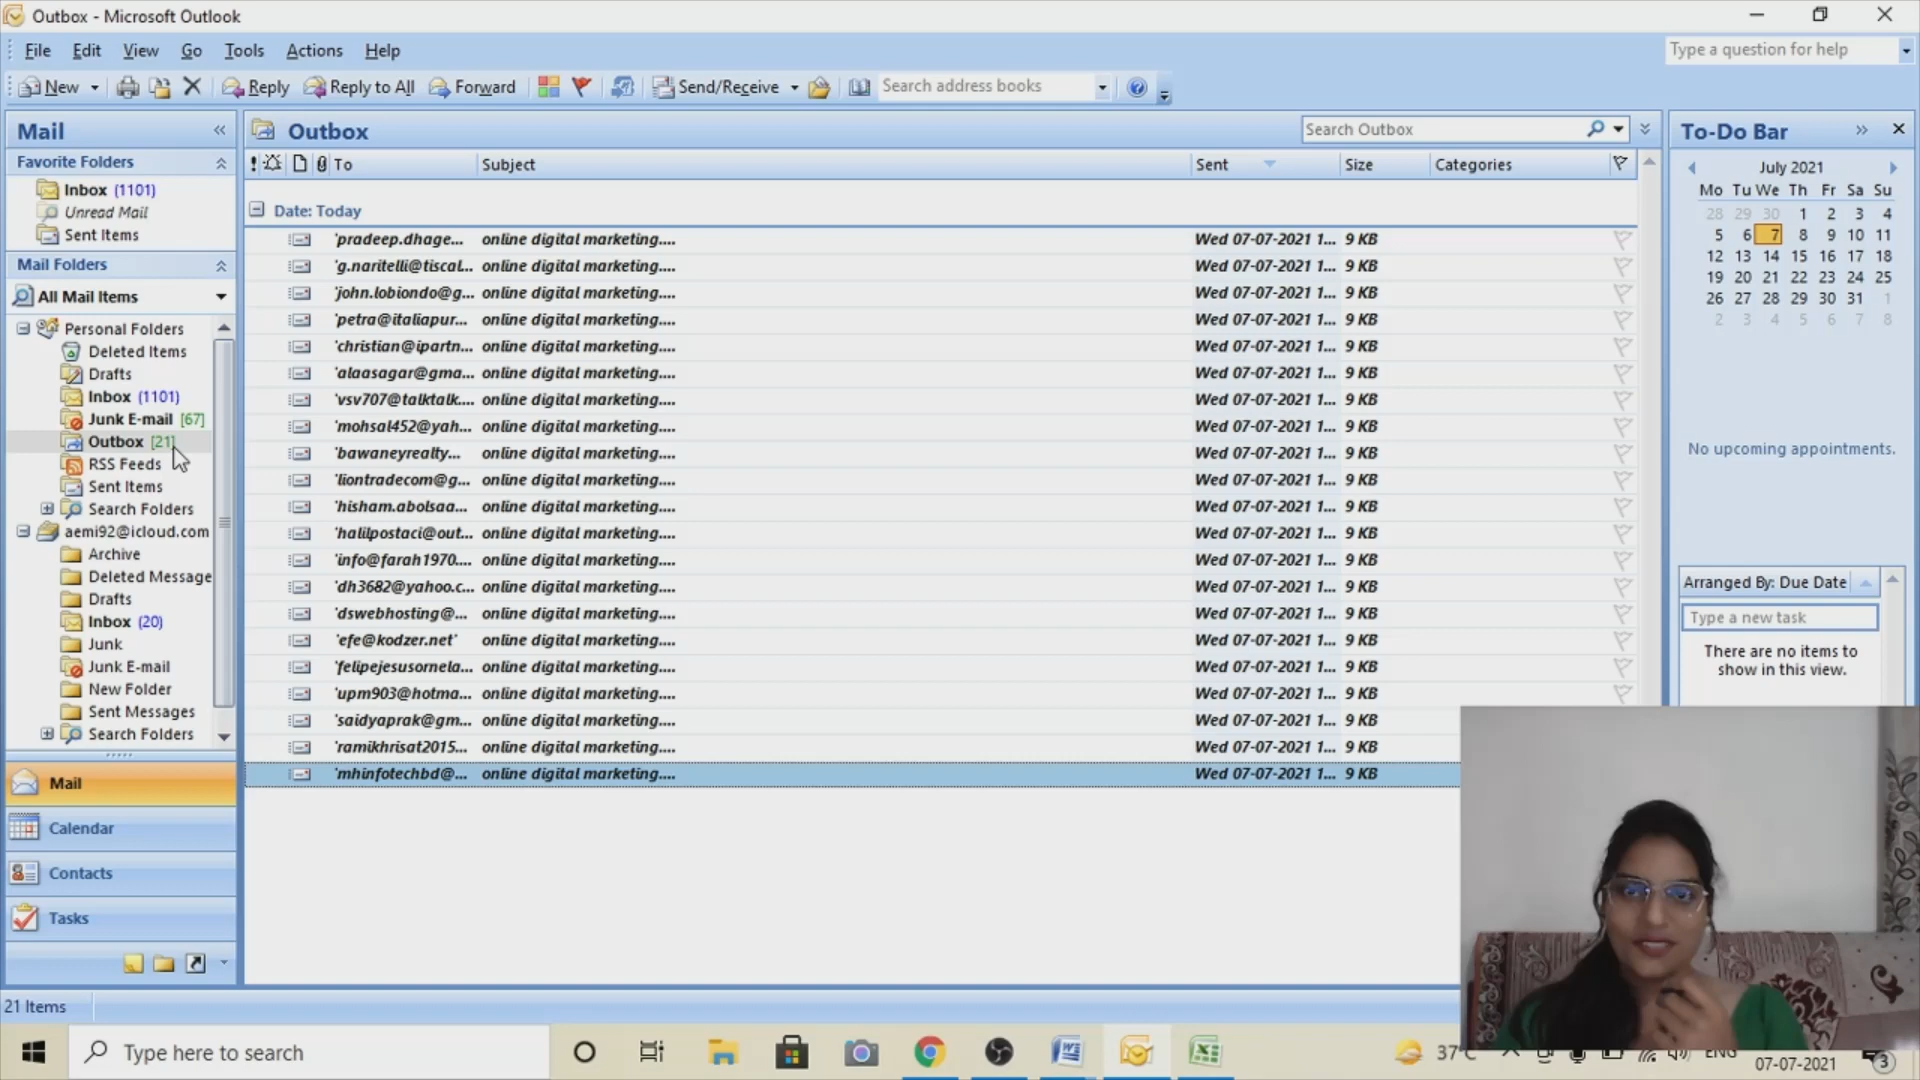 Outbox - Microsoft Outlook
File Edit View Go Tools Actions Help
Type a question for help
New Reply Reply to All Forward Send/Receive Search address books
Mail
Favorite Folders
Inbox (1101)
Unread Mail
Sent Items
Mail Folders
All Mail Items
Personal Folders
Deleted Items
Drafts
Inbox (1101)
Junk E-mail [67]
Outbox [21]
RSS Feeds
Sent Items
Search Folders
aemi92@icloud.com
Archive
Deleted Message
Drafts
Inbox (20)
Junk
Junk E-mail
New Folder
Sent Messages
Search Folders
Mail
Calendar
Contacts
Tasks
21 Items
Outbox
Search Outbox
! To Subject Sent Size Categories
Date: Today
'pradeep.dhage... online digital marketing.... Wed 07-07-2021 1... 9 KB
'g.naritelli@tiscal... online digital marketing.... Wed 07-07-2021 1... 9 KB
'john.lobiondo@g... online digital marketing.... Wed 07-07-2021 1... 9 KB
'petra@italiapur... online digital marketing.... Wed 07-07-2021 1... 9 KB
'christian@ipartn... online digital marketing.... Wed 07-07-2021 1... 9 KB
'alaasagar@gma... online digital marketing.... Wed 07-07-2021 1... 9 KB
'vsv707@talktalk.... online digital marketing.... Wed 07-07-2021 1... 9 KB
'mohsal452@yah... online digital marketing.... Wed 07-07-2021 1... 9 KB
'bawaneyrealty... online digital marketing.... Wed 07-07-2021 1... 9 KB
'liontradecom@g... online digital marketing.... Wed 07-07-2021 1... 9 KB
'hisham.abolsaa... online digital marketing.... Wed 07-07-2021 1... 9 KB
'halilpostaci@out... online digital marketing.... Wed 07-07-2021 1... 9 KB
'info@farah1970.... online digital marketing.... Wed 07-07-2021 1... 9 KB
'dh3682@yahoo.c... online digital marketing.... Wed 07-07-2021 1... 9 KB
'dswebhosting@... online digital marketing.... Wed 07-07-2021 1... 9 KB
'efe@kodzer.net' online digital marketing.... Wed 07-07-2021 1... 9 KB
'felipejesusornela... online digital marketing.... Wed 07-07-2021 1... 9 KB
'upm903@hotma... online digital marketing.... Wed 07-07-2021 1... 9 KB
'saidyaprak@gm... online digital marketing.... Wed 07-07-2021 1... 9 KB
'ramikhrisat2015... online digital marketing.... Wed 07-07-2021 1... 9 KB
'mhinfotechbd@... online digital marketing.... Wed 07-07-2021 1... 9 KB
To-Do Bar
July 2021
Mo Tu We Th Fr Sa Su
28 29 30 1 2 3 4
5 6 7 8 9 10 11
12 13 14 15 16 17 18
19 20 21 22 23 24 25
26 27 28 29 30 31 1
2 3 4 5 6 7 8
No upcoming appointments.
Arranged By: Due Date
Type a new task
There are no items to
show in this view.
Type here to search
37°C
ENG
07-07-2021
3